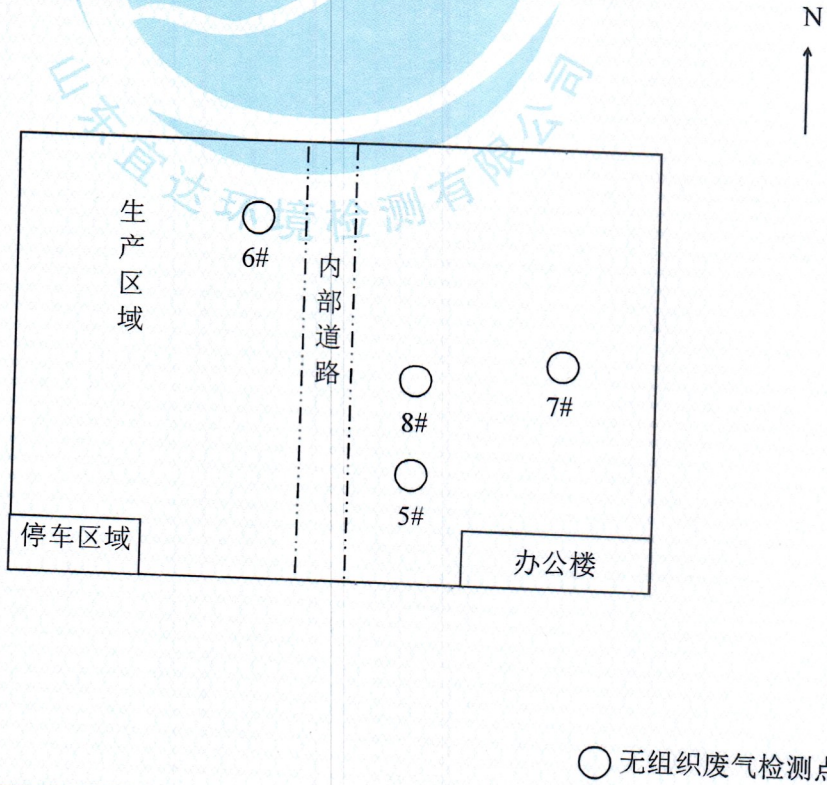 N
山东宜达环境检测有限公司
生产区域
6#
内部道路
8#
7#
5#
停车区域
办公楼
无组织废气检测点